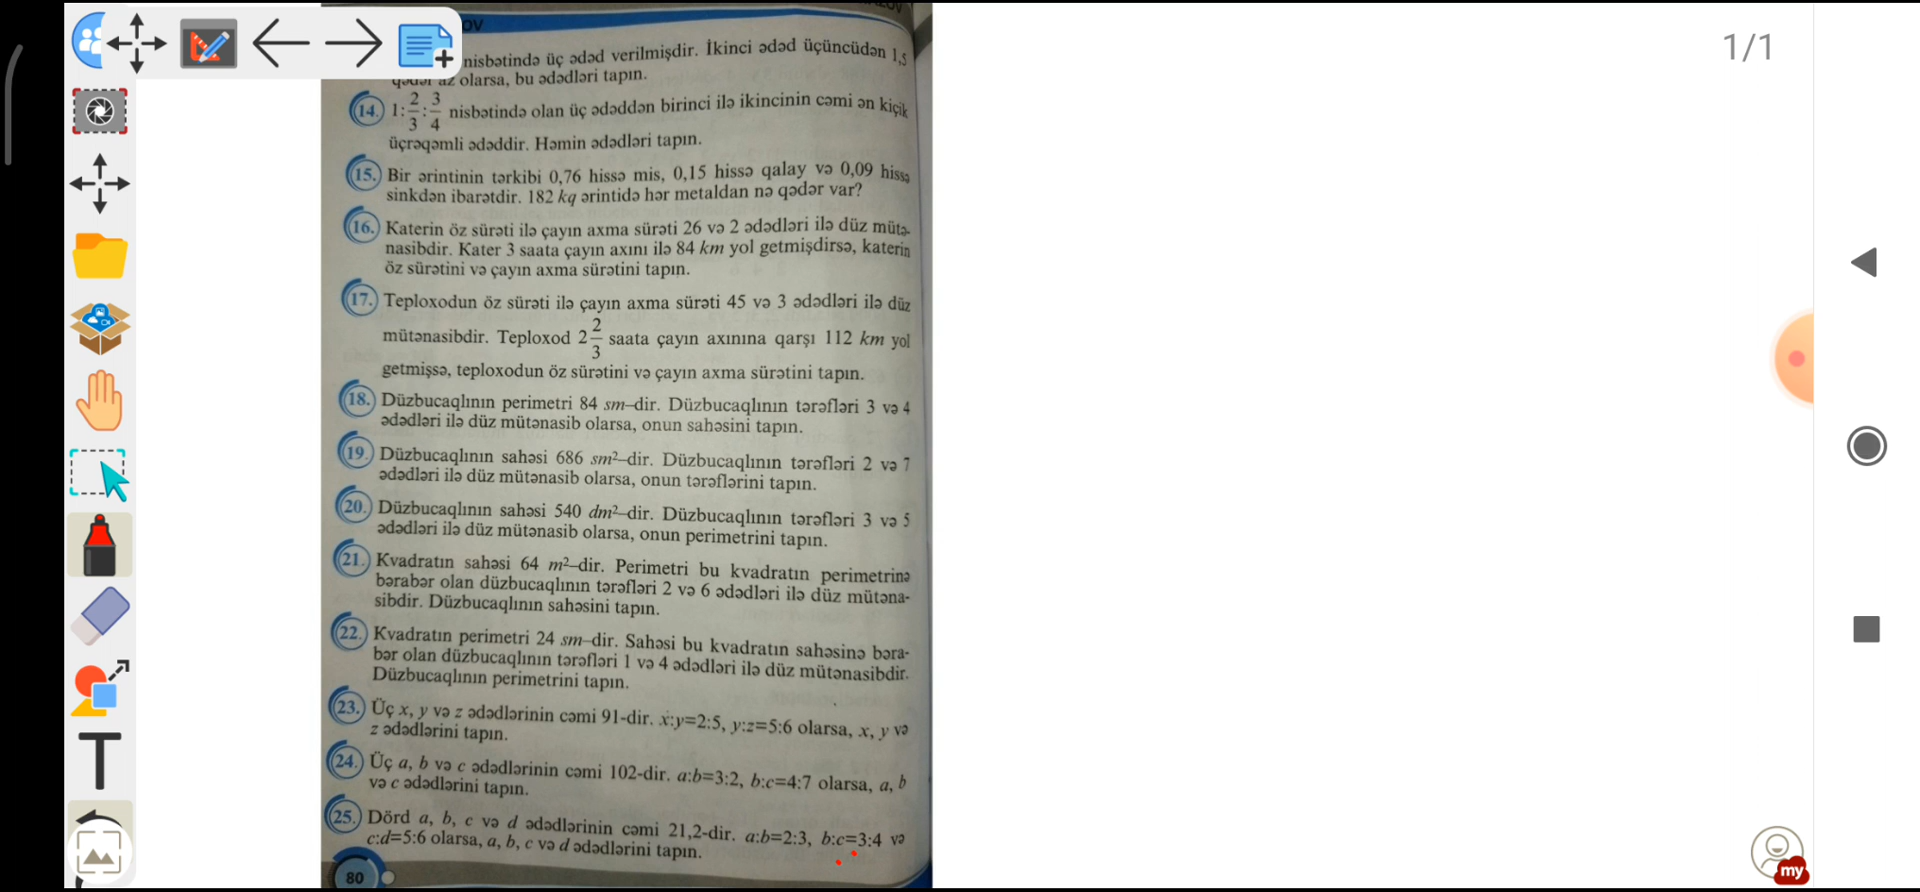 1/1
OV
nisbətində üç ədəd verilmişdir. İkinci ədəd üçüncüdən 1,5
qədər az olarsa, bu ədədləri tapın.
14. 1:2/3:3/4 nisbətində olan üç ədəddən birinci ilə ikincinin cəmi ən kiçik
üçrəqəmli ədəddir. Həmin ədədləri tapın.
15. Bir ərintinin tərkibi 0,76 hissə mis, 0,15 hissə qalay və 0,09 hissə
sinkdən ibarətdir. 182 kq ərintidə hər metaldan nə qədər var?
16. Katerin öz sürəti ilə çayın axma sürəti 26 və 2 ədədləri ilə düz mütə-
nasibdir. Kater 3 saata çayın axını ilə 84 km yol getmişdirsə, katerin
öz sürətini və çayın axma sürətini tapın.
17. Teploxodun öz sürəti ilə çayın axma sürəti 45 və 3 ədədləri ilə düz
mütənasibdir. Teploxod 2 2/3 saata çayın axınına qarşı 112 km yol
getmişsə, teploxodun öz sürətini və çayın axma sürətini tapın.
18. Düzbucaqlının perimetri 84 sm–dir. Düzbucaqlının tərəfləri 3 və 4
ədədləri ilə düz mütənasib olarsa, onun sahəsini tapın.
19. Düzbucaqlının sahəsi 686 sm²–dir. Düzbucaqlının tərəfləri 2 və 7
ədədləri ilə düz mütənasib olarsa, onun tərəflərini tapın.
20. Düzbucaqlının sahəsi 540 dm²–dir. Düzbucaqlının tərəfləri 3 və 5
ədədləri ilə düz mütənasib olarsa, onun perimetrini tapın.
21. Kvadratın sahəsi 64 m²–dir. Perimetri bu kvadratın perimetrinə
bərabər olan düzbucaqlının tərəfləri 2 və 6 ədədləri ilə düz mütəna-
sibdir. Düzbucaqlının sahəsini tapın.
22. Kvadratın perimetri 24 sm–dir. Sahəsi bu kvadratın sahəsinə bəra-
bər olan düzbucaqlının tərəfləri 1 və 4 ədədləri ilə düz mütənasibdir.
Düzbucaqlının perimetrini tapın.
23. Üç x, y və z ədədlərinin cəmi 91-dir. x:y=2:5, y:z=5:6 olarsa, x, y və
z ədədlərini tapın.
24. Üç a, b və c ədədlərinin cəmi 102-dir. a:b=3:2, b:c=4:7 olarsa, a, b
və c ədədlərini tapın.
25. Dörd a, b, c və d ədədlərinin cəmi 21,2-dir. a:b=2:3, b:c=3:4 və
c:d=5:6 olarsa, a, b, c və d ədədlərini tapın.
80
my